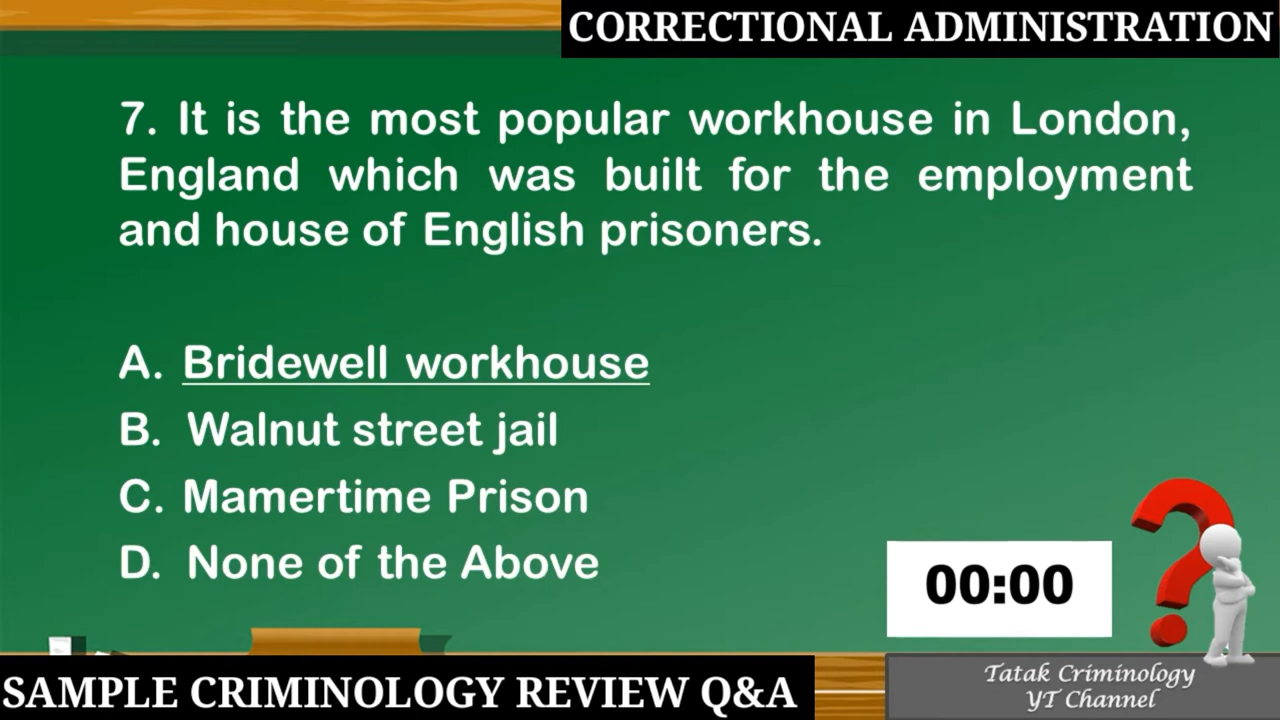 CORRECTIONAL ADMINISTRATION
7. It is the most popular workhouse in London,
England which was built for the employment
and house of English prisoners.
A. Bridewell workhouse
B. Walnut street jail
C. Mamertime Prison
D. None of the Above
00:00
Tatak Criminology
YT Channel
SAMPLE CRIMINOLOGY REVIEW Q&A